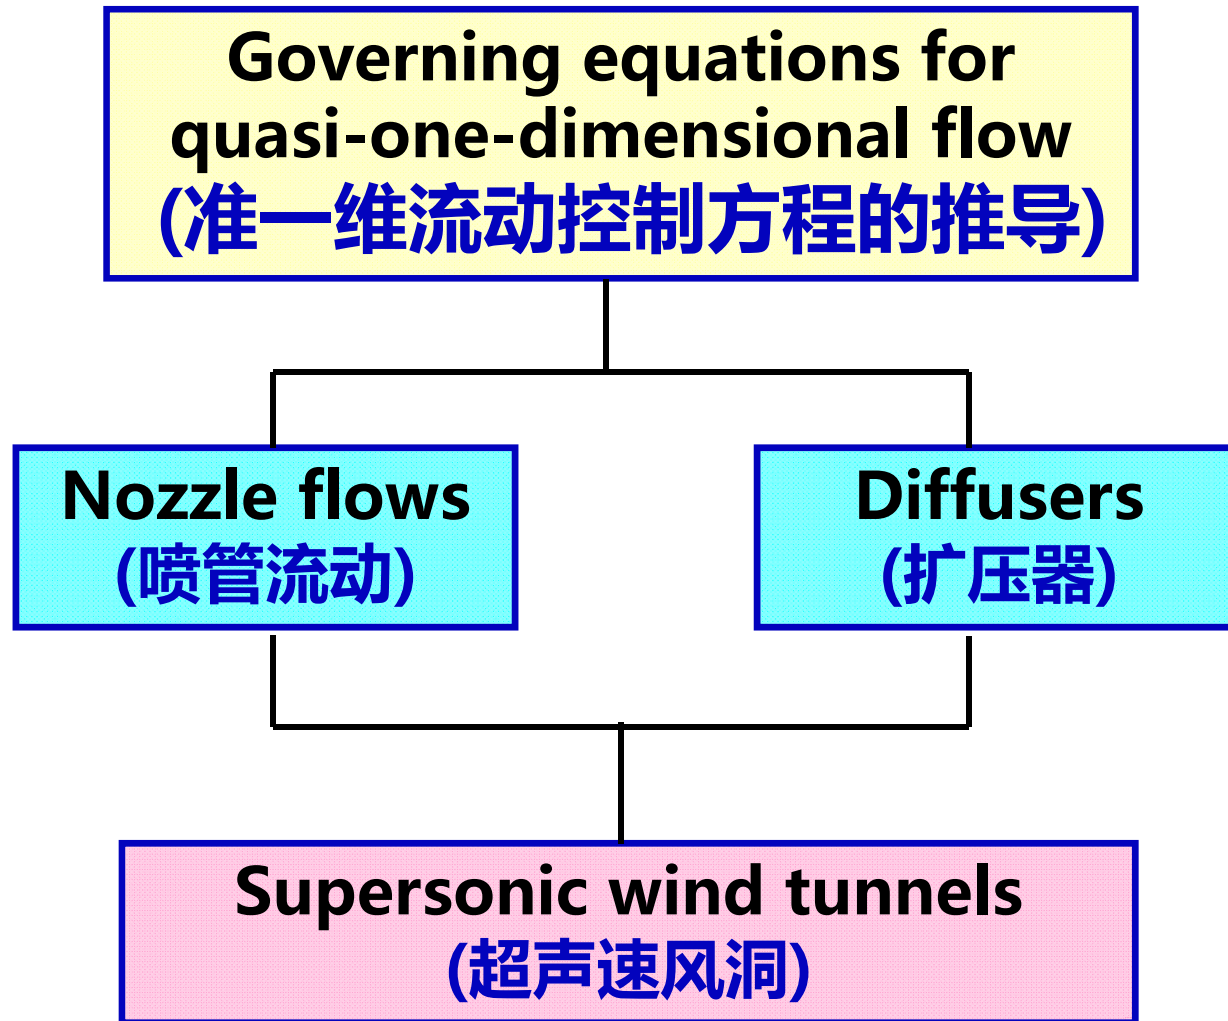 Governing equations for
quasi-one-dimensional flow
(准一维流动控制方程的推导)
Nozzle flows
(喷管流动)
Diffusers
(扩压器)
Supersonic wind tunnels
(超声速风洞)